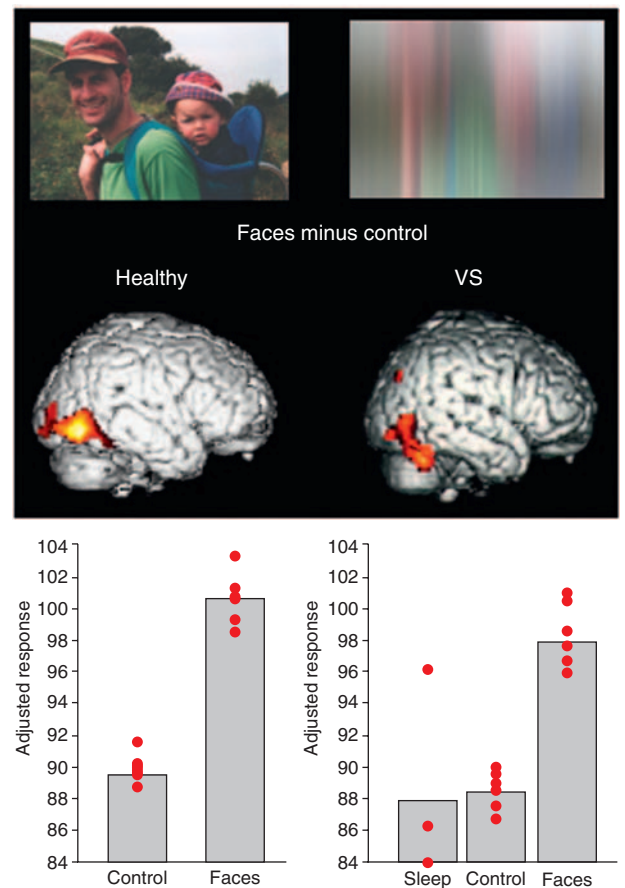 Faces minus control
Healthy VS
104 104
102 102
100 100
98 98
96 96
94 94
92 92
90 90
88 88
86 86
84 84
Adjusted response Adjusted response
Control Faces Sleep Control Faces